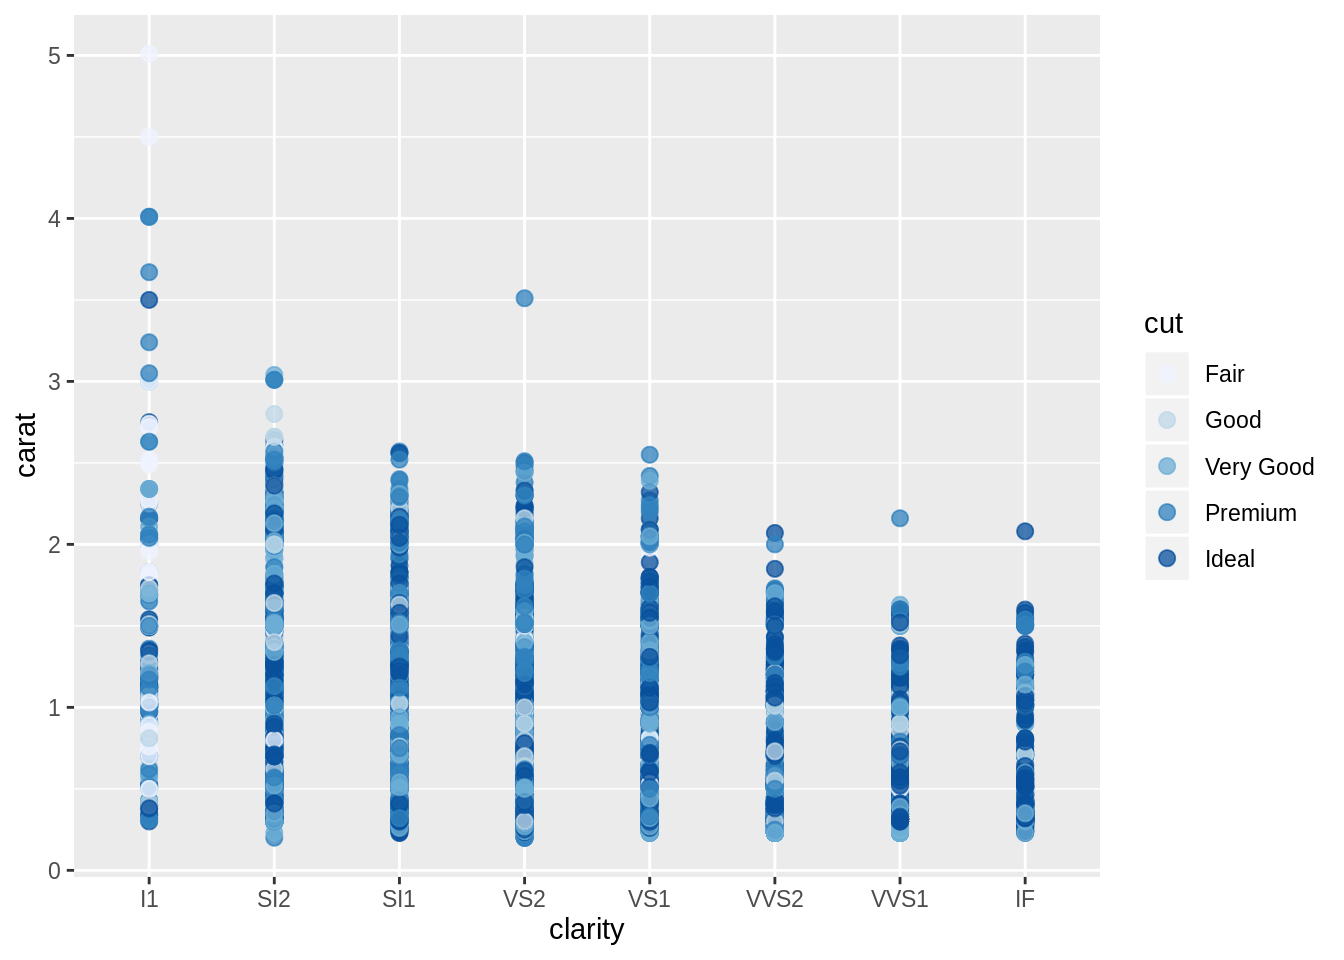 5
4
3
2
1
0
carat
I1 SI2 SI1 VS2 VS1 VVS2 VVS1 IF
clarity
cut
Fair
Good
Very Good
Premium
Ideal